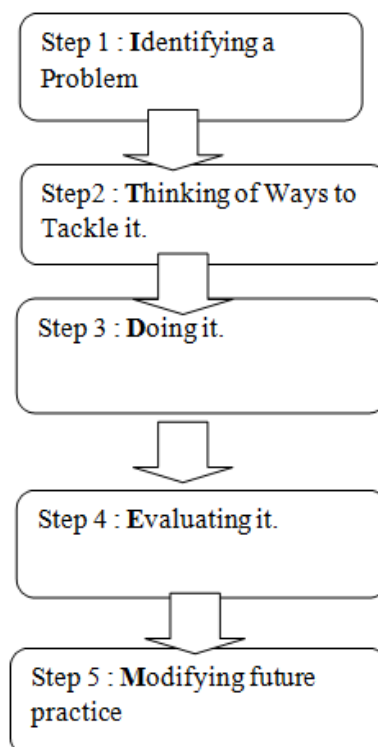 Step 1 : Identifying a
Problem
Step2 : Thinking of Ways to
Tackle it.
Step 3 : Doing it.
Step 4 : Evaluating it.
Step 5 : Modifying future
practice